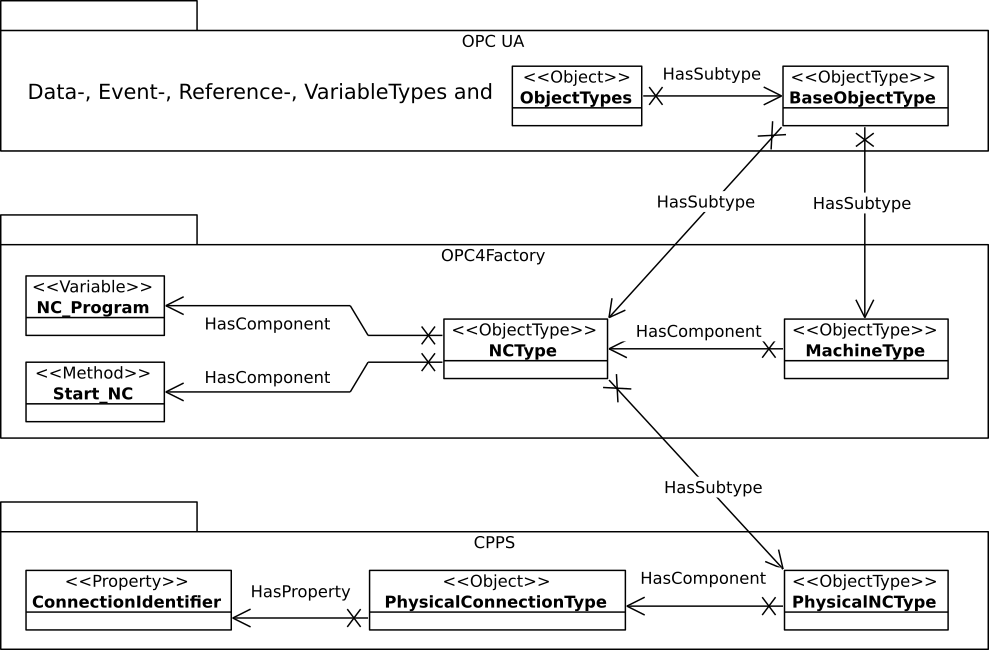 OPC UA
Data-, Event-, Reference-, VariableTypes and
<<Object>>
ObjectTypes
HasSubtype
<<ObjectType>>
BaseObjectType
HasSubtype
HasSubtype
OPC4Factory
<<Variable>>
NC_Program
HasComponent
<<ObjectType>>
NCType
HasComponent
<<ObjectType>>
MachineType
<<Method>>
Start_NC
HasComponent
HasSubtype
CPPS
<<Property>>
ConnectionIdentifier
HasProperty
<<Object>>
PhysicalConnectionType
HasComponent
<<ObjectType>>
PhysicalNCType